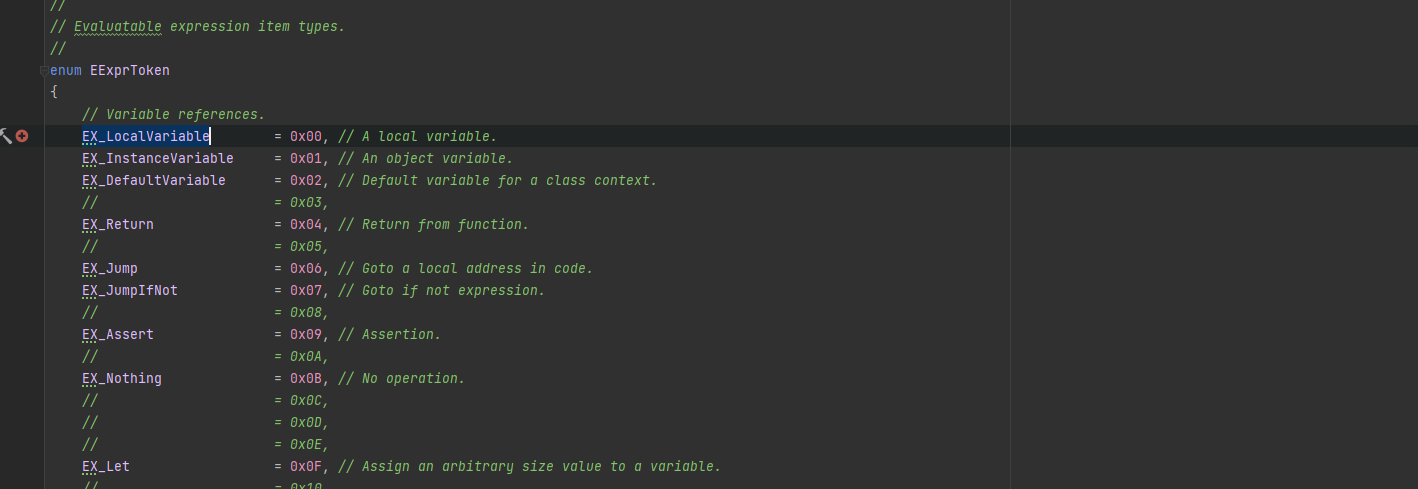 //
// Evaluatable expression item types.
//
enum EExprToken
{
// Variable references.
EX_LocalVariable = 0x00, // A local variable.
EX_InstanceVariable = 0x01, // An object variable.
EX_DefaultVariable = 0x02, // Default variable for a class context.
// = 0x03,
EX_Return = 0x04, // Return from function.
// = 0x05,
EX_Jump = 0x06, // Goto a local address in code.
EX_JumpIfNot = 0x07, // Goto if not expression.
// = 0x08,
EX_Assert = 0x09, // Assertion.
// = 0x0A,
EX_Nothing = 0x0B, // No operation.
// = 0x0C,
// = 0x0D,
// = 0x0E,
EX_Let = 0x0F, // Assign an arbitrary size value to a variable.
// = 0x10